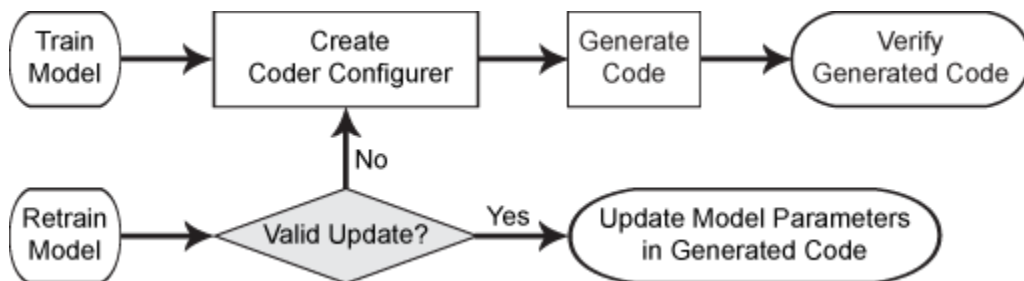 Train
Model
Create
Coder Configurer
Generate
Code
Verify
Generated Code
No
Retrain
Model
Valid Update?
Yes
Update Model Parameters
in Generated Code